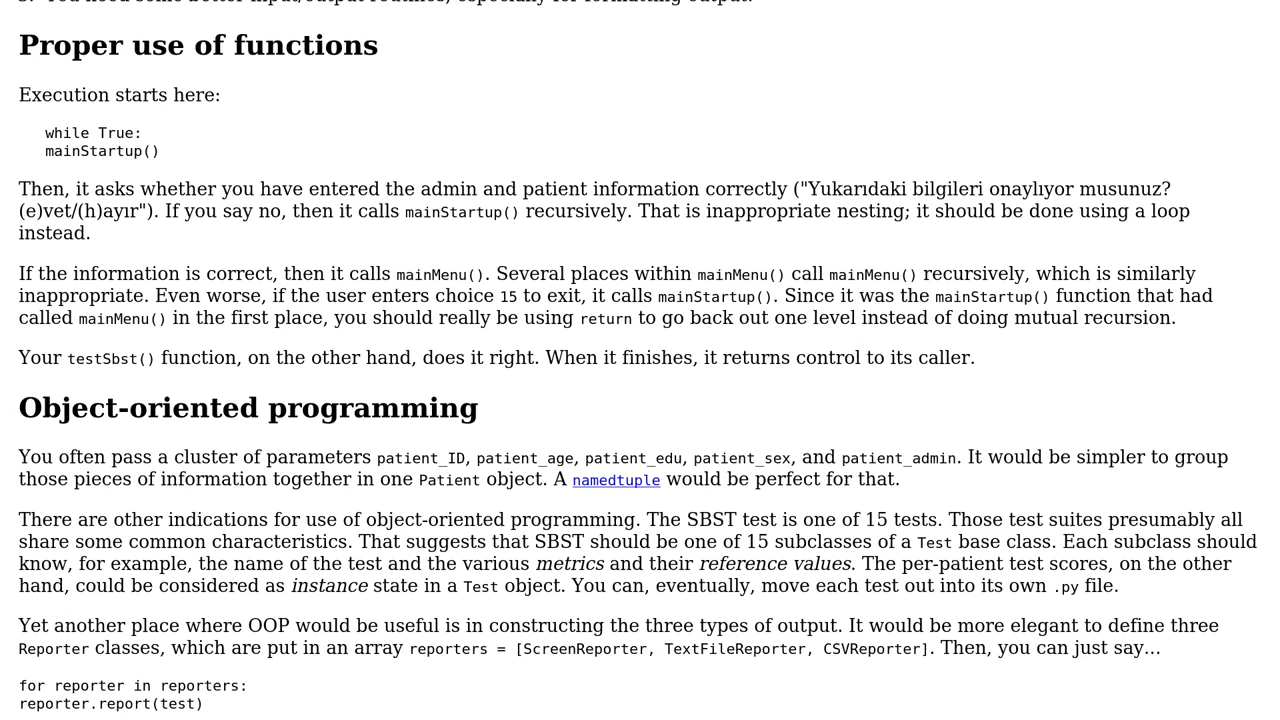 Proper use of functions
Execution starts here:
while True:
mainStartup()
Then, it asks whether you have entered the admin and patient information correctly ("Yukarıdaki bilgileri onaylıyor musunuz?
(e)vet/(h)ayır"). If you say no, then it calls mainStartup() recursively. That is inappropriate nesting; it should be done using a loop
instead.
If the information is correct, then it calls mainMenu(). Several places within mainMenu() call mainMenu() recursively, which is similarly
inappropriate. Even worse, if the user enters choice 15 to exit, it calls mainStartup(). Since it was the mainStartup() function that had
called mainMenu() in the first place, you should really be using return to go back out one level instead of doing mutual recursion.
Your testSbst() function, on the other hand, does it right. When it finishes, it returns control to its caller.
Object-oriented programming
You often pass a cluster of parameters patient_ID, patient_age, patient_edu, patient_sex, and patient_admin. It would be simpler to group
those pieces of information together in one Patient object. A namedtuple would be perfect for that.
There are other indications for use of object-oriented programming. The SBST test is one of 15 tests. Those test suites presumably all
share some common characteristics. That suggests that SBST should be one of 15 subclasses of a Test base class. Each subclass should
know, for example, the name of the test and the various metrics and their reference values. The per-patient test scores, on the other
hand, could be considered as instance state in a Test object. You can, eventually, move each test out into its own .py file.
Yet another place where OOP would be useful is in constructing the three types of output. It would be more elegant to define three
Reporter classes, which are put in an array reporters = [ScreenReporter, TextFileReporter, CSVReporter]. Then, you can just say…
for reporter in reporters:
reporter.report(test)